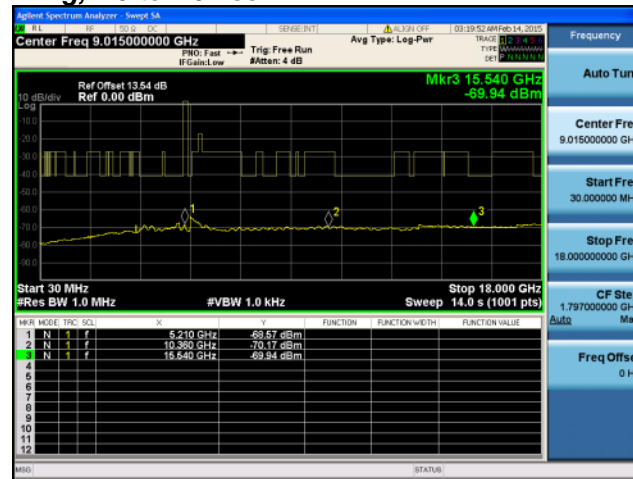 Agilent Spectrum Analyzer - Swept SA
RL RF 50 Ω DC SENSE:INT ALIGN OFF 03:19:52 AM Feb 14, 2015
Center Freq 9.015000000 GHz
PNO: Fast
IFGain:Low
Trig: Free Run
#Atten: 4 dB
Avg Type: Log-Pwr
TRACE 1 2 3 4 5 6
TYPE
DET P N N N N N
Mkr3 15.540 GHz
-69.94 dBm
Ref Offset 13.54 dB
10 dB/div Ref 0.00 dBm
Log
-10.0
-20.0
-30.0
-40.0
-50.0
-60.0
-70.0
-80.0
-90.0
1
2
3
Start 30 MHz Stop 18.000 GHz
#Res BW 1.0 MHz #VBW 1.0 kHz Sweep 14.0 s (1001 pts)
MKR MODE TRC SCL X Y FUNCTION FUNCTION WIDTH FUNCTION VALUE
1 N 1 f 5.210 GHz -69.57 dBm
2 N 1 f 10.360 GHz -70.17 dBm
3 N 1 f 15.540 GHz -69.94 dBm
4
5
6
7
8
9
10
11
12
MSG STATUS
Frequency
Auto Tun
Center Fre
9.015000000 GH
Start Fre
30.000000 MH
Stop Fre
18.000000000 GH
CF Ste
1.797000000 GH
Auto Ma
Freq Offse
0 H